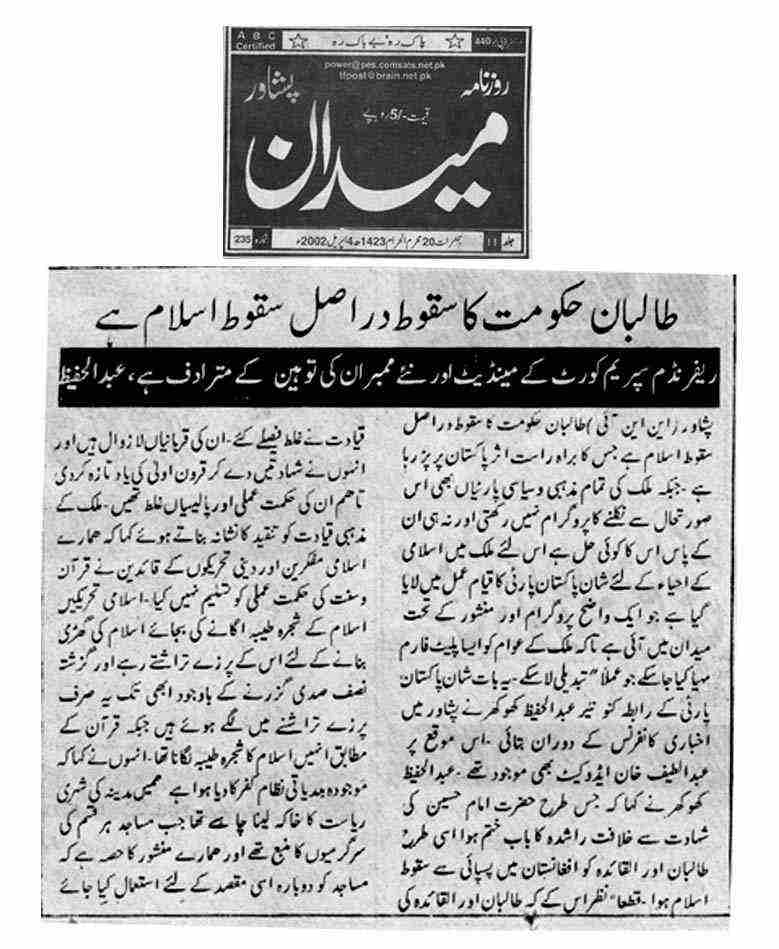 A B C
Certified
پاک رہ بے باک رہ
440
power@pes.comsats.net.pk
tfpost@brain.net.pk
روزنامہ
پشاور
قیمت -/5 روپے
میدان
جلد 11
جمعرات 20 محرم الحرام 1423ھ 4 اپریل 2002ء
شمارہ 235
طالبان حکومت کا سقوط دراصل سقوط اسلام ہے
ریفرنڈم سپریم کورٹ کے مینڈیٹ اور نئے ممبران کی توہین کے مترادف ہے، عبدالحفیظ
پشاور (این این آئی) طالبان حکومت کا سقوط دراصل
سقوط اسلام ہے جس کا براہ راست اثر پاکستان پر پڑ رہا
ہے۔ جبکہ ملک کی تمام مذہبی و سیاسی پارٹیاں بھی اس
صورتحال سے نکلنے کا پروگرام نہیں رکھتی اور نہ ہی ان
کے پاس اس کا کوئی حل ہے اس لئے ملک میں اسلامی
کے احیاء کے لئے شان پاکستان پارٹی کا قیام عمل میں لایا
گیا ہے جو ایک واضح پروگرام اور منشور کے تحت
میدان میں آئی ہے تاکہ ملک کے عوام کو ایسا پلیٹ فارم
مہیا کیا جا سکے جو عملاً تبدیلی لا سکے۔ یہ بات شان پاکستان
پارٹی کے رابطہ کنوئیر عبدالحفیظ کھوکھر نے پشاور میں
اخباری کانفرنس کے دوران بتائی۔ اس موقع پر
عبداللطیف خان ایڈوکیٹ بھی موجود تھے۔ عبدالحفیظ
کھوکھر نے کہا کہ جس طرح حضرت امام حسین کی
شہادت سے خلافت راشدہ کا باب ختم ہوا اسی طرح
طالبان اور القائدہ کو افغانستان میں پسپائی سے سقوط
اسلام ہوا۔ قطعاً نظر اس کے کہ طالبان اور القائدہ کی
قیادت نے غلط فیصلے کئے۔ ان کی قربانیاں لازوال ہیں اور
انہوں نے شہادتیں دے کر قرون اولیٰ کی یاد تازہ کر دی
تاہم ان کی حکمت عملی اور پالیسیاں غلط تھیں۔ ملک کے
مذہبی قیادت کو تنقید کا نشانہ بناتے ہوئے کہا کہ ہمارے
اسلامی مفکرین اور دینی تحریکوں کے قائدین نے قرآن
و سنت کی حکمت عملی کو تسلیم نہیں کیا۔ اسلامی تحریکیں
اسلام کے شجرہ طیبہ اگانے کی بجائے اسلام کی گھڑی
بنانے کے لئے اس کے پرزے تراشتے رہے اور گزشتہ
نصف صدی گزرنے کے باوجود ابھی تک یہ صرف
پرزے تراشنے میں لگے ہوئے ہیں جبکہ قرآن کے
مطابق انہیں اسلام کا شجرہ طیبہ لگانا تھا۔ انہوں نے کہا کہ
موجودہ بلدیاتی نظام کفر کا دیا ہوا ہے ہمیں مدینہ کی شہری
ریاست کا خاکہ لینا چاہئے تھا جب مساجد ہر قسم کی
سرگرمیوں کا منبع تھے اور ہمارے منشور کا حصہ ہے کہ
مساجد کو دوبارہ اسی مقصد کے لئے استعمال کیا جائے